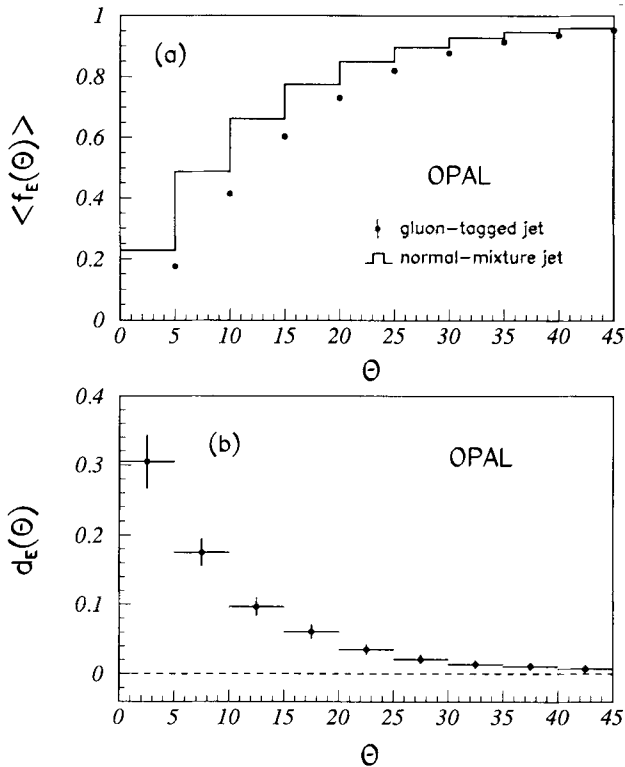 1
(a)
0.8
0.6
<f_E(Θ)>
OPAL
0.4
gluon-tagged jet
normal-mixture jet
0.2
0
0 5 10 15 20 25 30 35 40 45
Θ
0.4
(b)
OPAL
0.3
0.2
d_E(Θ)
0.1
0
0 5 10 15 20 25 30 35 40 45
Θ